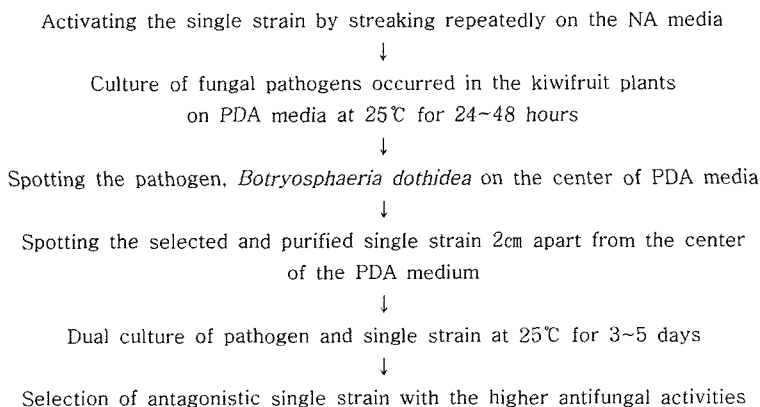 Activating the single strain by streaking repeatedly on the NA media
↓
Culture of fungal pathogens occurred in the kiwifruit plants
on PDA media at 25℃ for 24~48 hours
↓
Spotting the pathogen, Botryosphaeria dothidea on the center of PDA media
↓
Spotting the selected and purified single strain 2㎝ apart from the center
of the PDA medium
↓
Dual culture of pathogen and single strain at 25℃ for 3~5 days
↓
Selection of antagonistic single strain with the higher antifungal activities